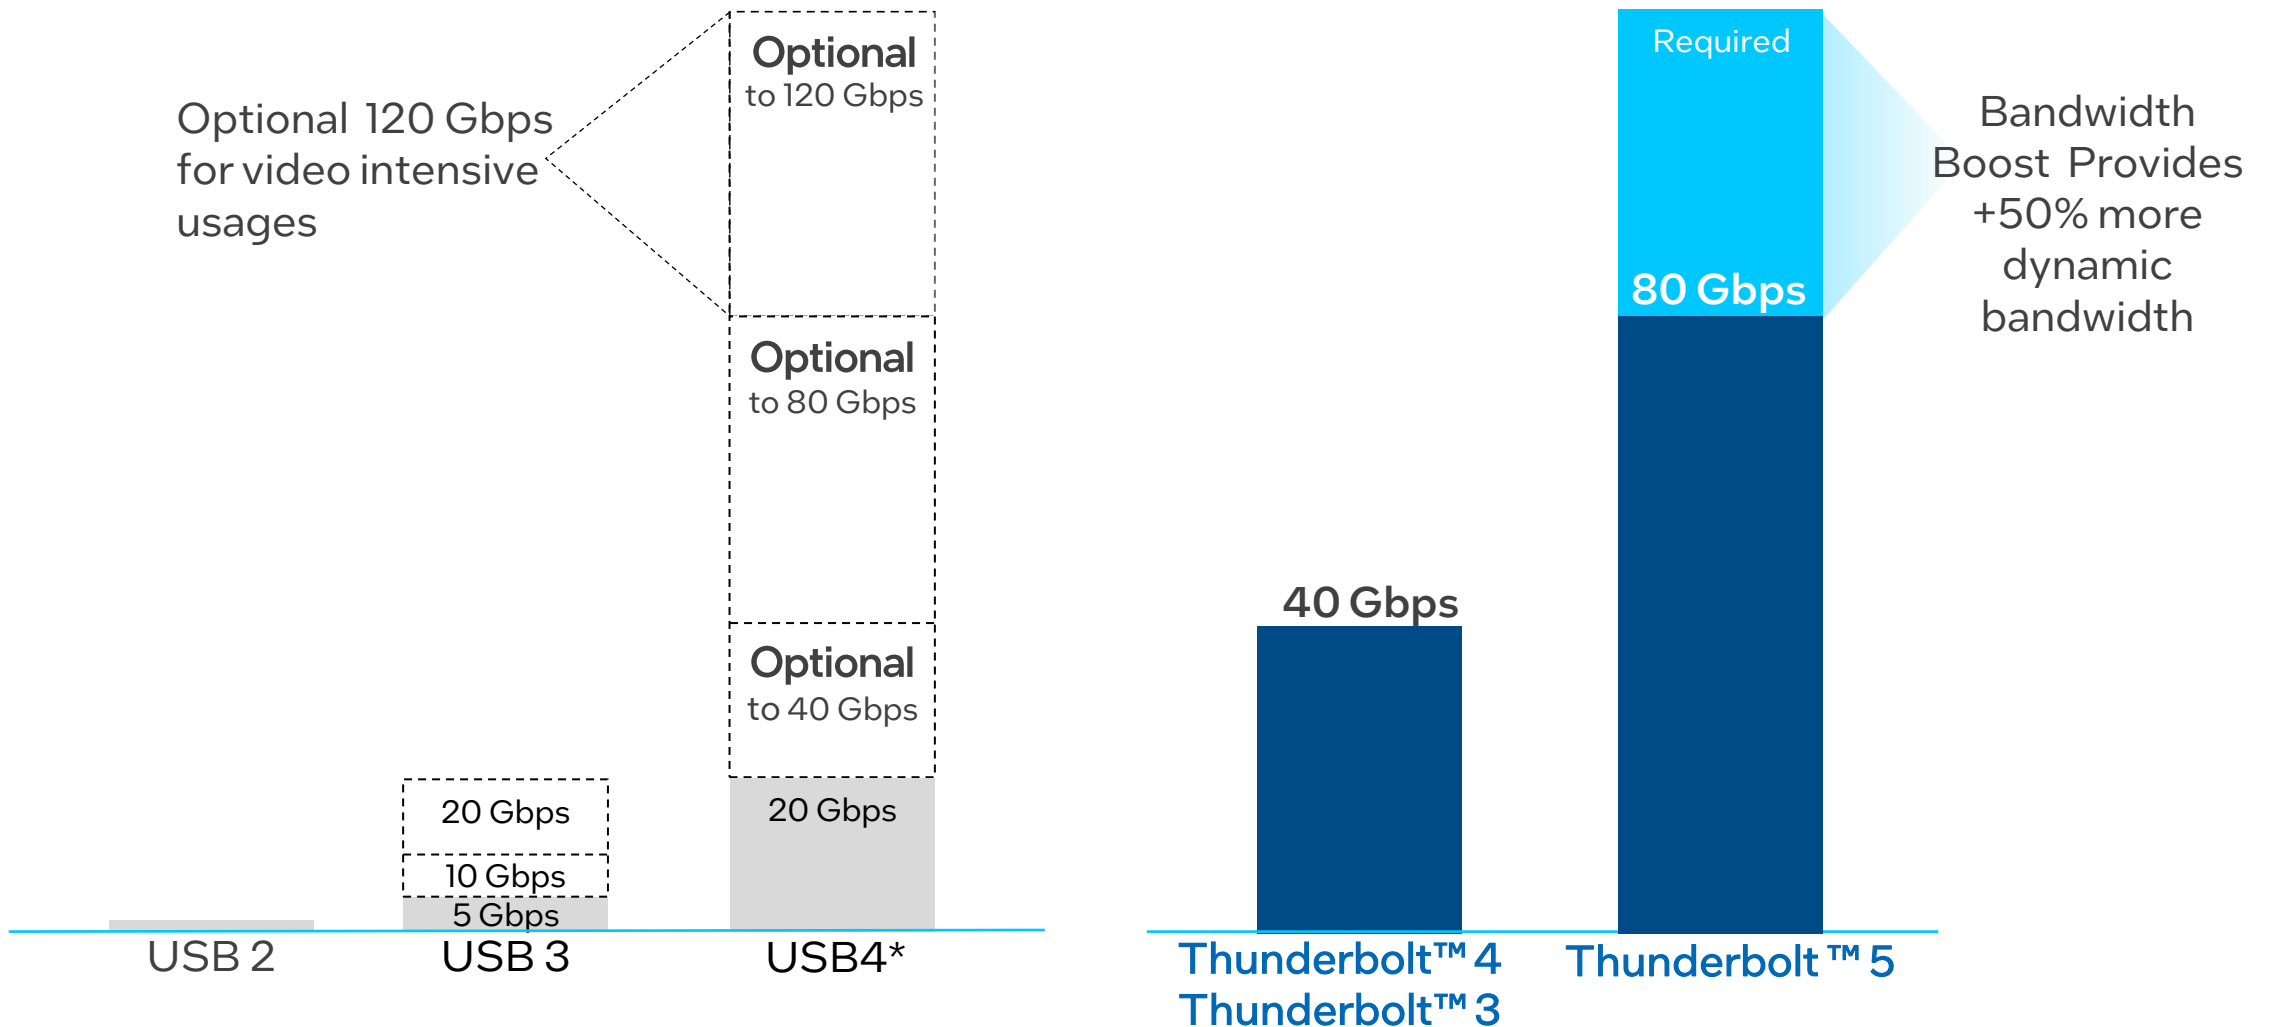 Optional 120 Gbps
for video intensive
usages
Optional
to 120 Gbps
Optional
to 80 Gbps
Optional
to 40 Gbps
20 Gbps
20 Gbps
10 Gbps
5 Gbps
USB 2
USB 3
USB4*
Required
80 Gbps
Bandwidth
Boost Provides
+50% more
dynamic
bandwidth
40 Gbps
Thunderbolt™ 4
Thunderbolt™ 3
Thunderbolt™ 5